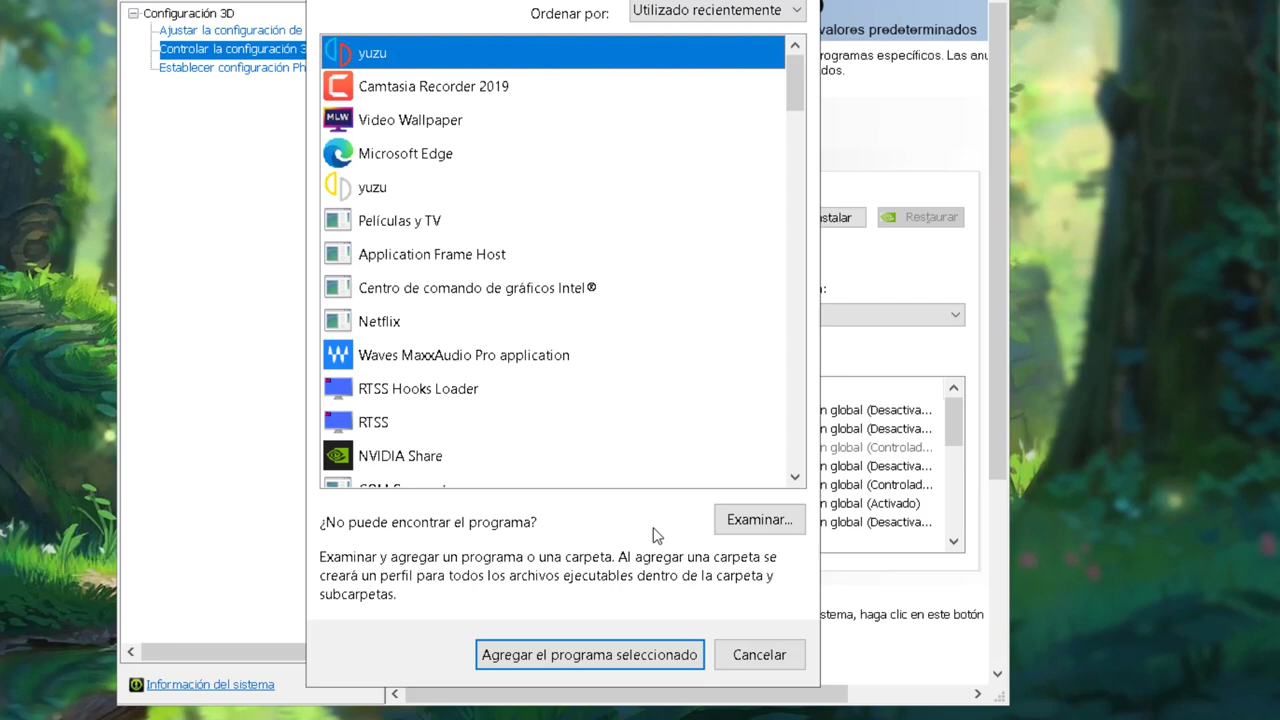 Configuración 3D
Ajustar la configuración de
Controlar la configuración 3
Establecer configuración Ph
Información del sistema
Ordenar por:
Utilizado recientemente
yuzu
Camtasia Recorder 2019
MLW
Video Wallpaper
Microsoft Edge
yuzu
Películas y TV
Application Frame Host
Centro de comando de gráficos Intel®
Netflix
Waves MaxxAudio Pro application
RTSS Hooks Loader
RTSS
NVIDIA Share
¿No puede encontrar el programa?
Examinar...
Examinar y agregar un programa o una carpeta. Al agregar una carpeta se
creará un perfil para todos los archivos ejecutables dentro de la carpeta y
subcarpetas.
Agregar el programa seleccionado
Cancelar
valores predeterminados
rogramas específicos. Las anu
dos.
nstalar
Restaurar
a:
n global (Desactiva...
n global (Desactiva...
n global (Controlad...
n global (Desactiva...
n global (Controlad...
n global (Activado)
n global (Desactiva...
stema, haga clic en este botón